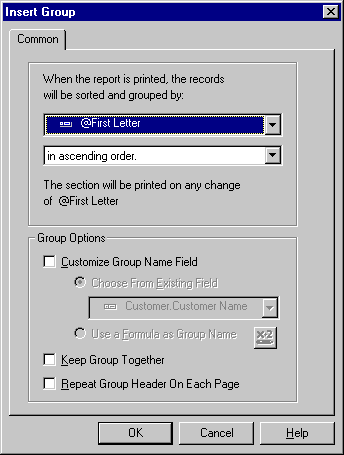 Insert Group
Common
When the report is printed, the records
will be sorted and grouped by:
@First Letter
in ascending order.
The section will be printed on any change
of @First Letter
Group Options
Customize Group Name Field
Choose From Existing Field
Customer.Customer Name
Use a Formula as Group Name
X-2
Keep Group Together
Repeat Group Header On Each Page
OK
Cancel
Help